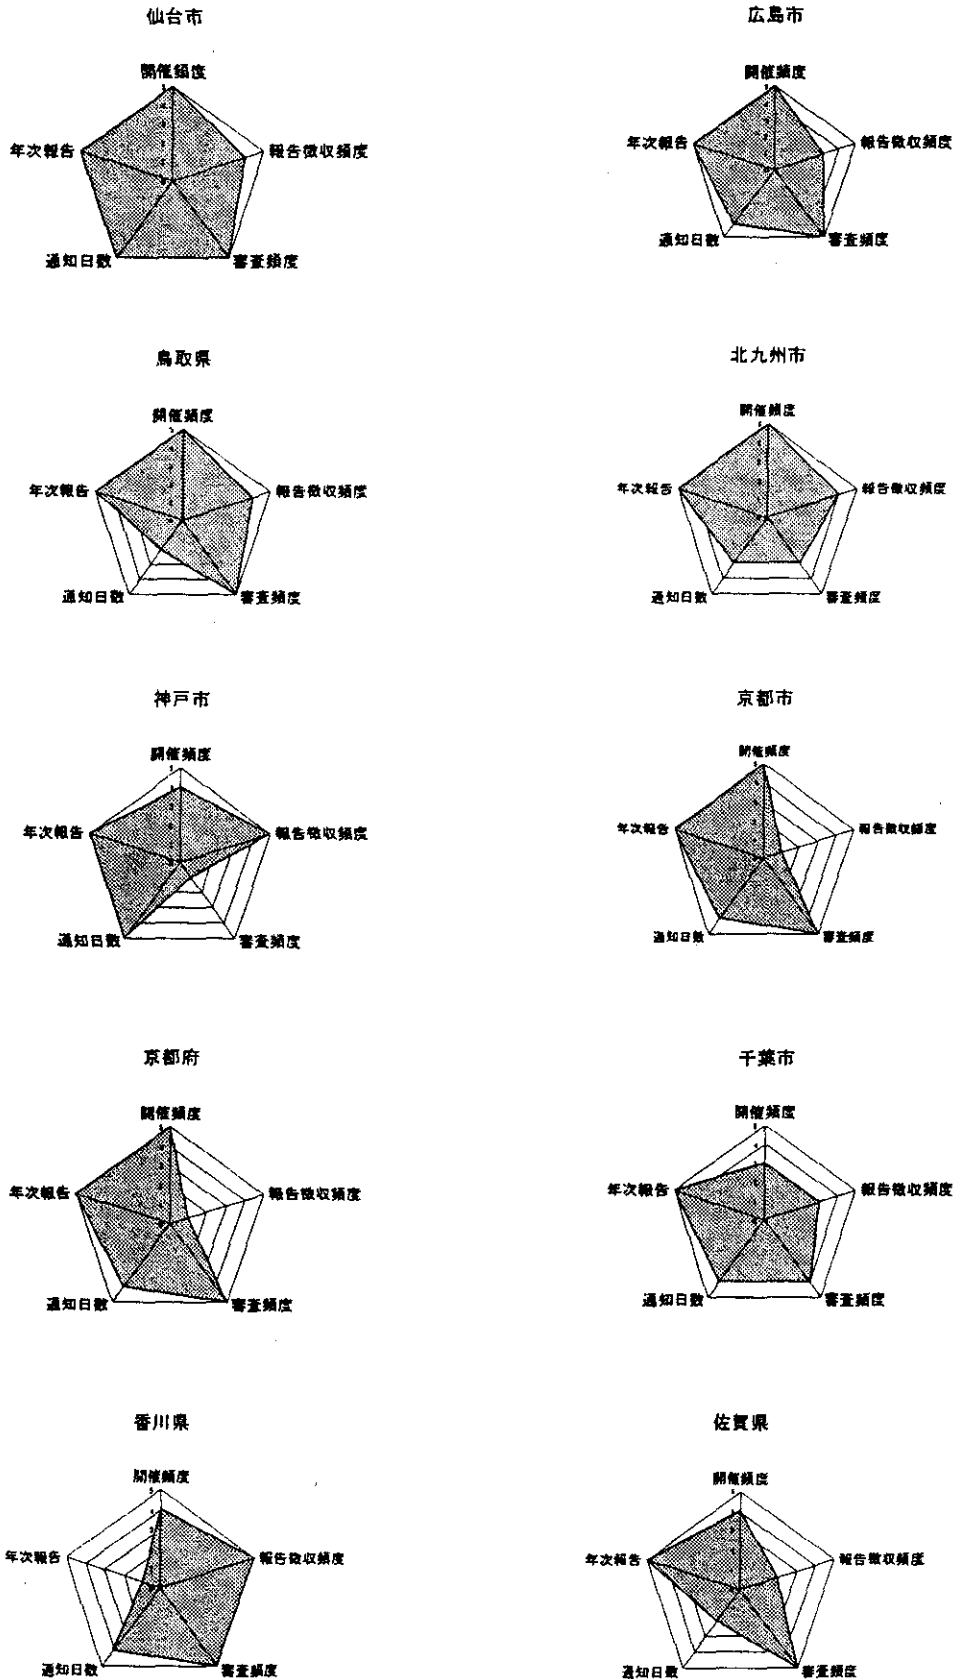 仙台市
開催頻度
年次報告
報告徴収頻度
通知日数
審査頻度
広島市
開催頻度
年次報告
報告徴収頻度
通知日数
審査頻度
鳥取県
開催頻度
年次報告
報告徴収頻度
通知日数
審査頻度
北九州市
開催頻度
年次報告
報告徴収頻度
通知日数
審査頻度
神戸市
開催頻度
年次報告
報告徴収頻度
通知日数
審査頻度
京都市
開催頻度
年次報告
報告徴収頻度
通知日数
審査頻度
京都府
開催頻度
年次報告
報告徴収頻度
通知日数
審査頻度
千葉市
開催頻度
年次報告
報告徴収頻度
通知日数
審査頻度
香川県
開催頻度
年次報告
報告徴収頻度
通知日数
審査頻度
佐賀県
開催頻度
年次報告
報告徴収頻度
通知日数
審査頻度